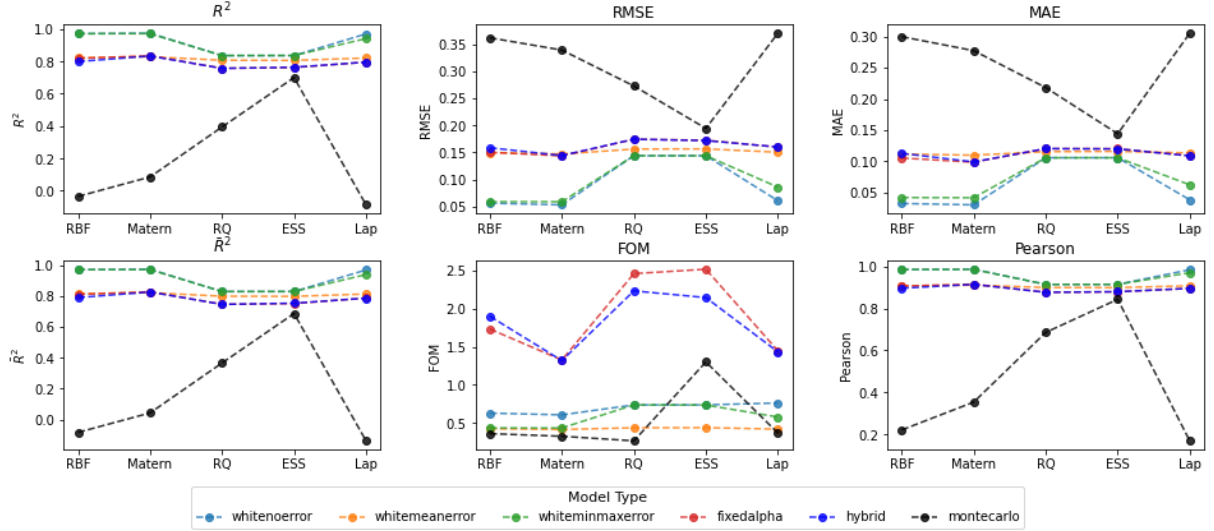 R²
RMSE
MAE
1.0
0.8
0.6
0.4
0.2
0.0
R²
RBF
Matern
RQ
ESS
Lap
0.35
0.30
0.25
0.20
0.15
0.10
0.05
RMSE
RBF
Matern
RQ
ESS
Lap
0.30
0.25
0.20
0.15
0.10
0.05
MAE
RBF
Matern
RQ
ESS
Lap
R̄²
FOM
Pearson
1.0
0.8
0.6
0.4
0.2
0.0
R̄²
RBF
Matern
RQ
ESS
Lap
2.5
2.0
1.5
1.0
0.5
FOM
RBF
Matern
RQ
ESS
Lap
1.0
0.8
0.6
0.4
0.2
Pearson
RBF
Matern
RQ
ESS
Lap
Model Type
whitenoerror whitemeanerror whiteminmaxerror fixedalpha hybrid montecarlo